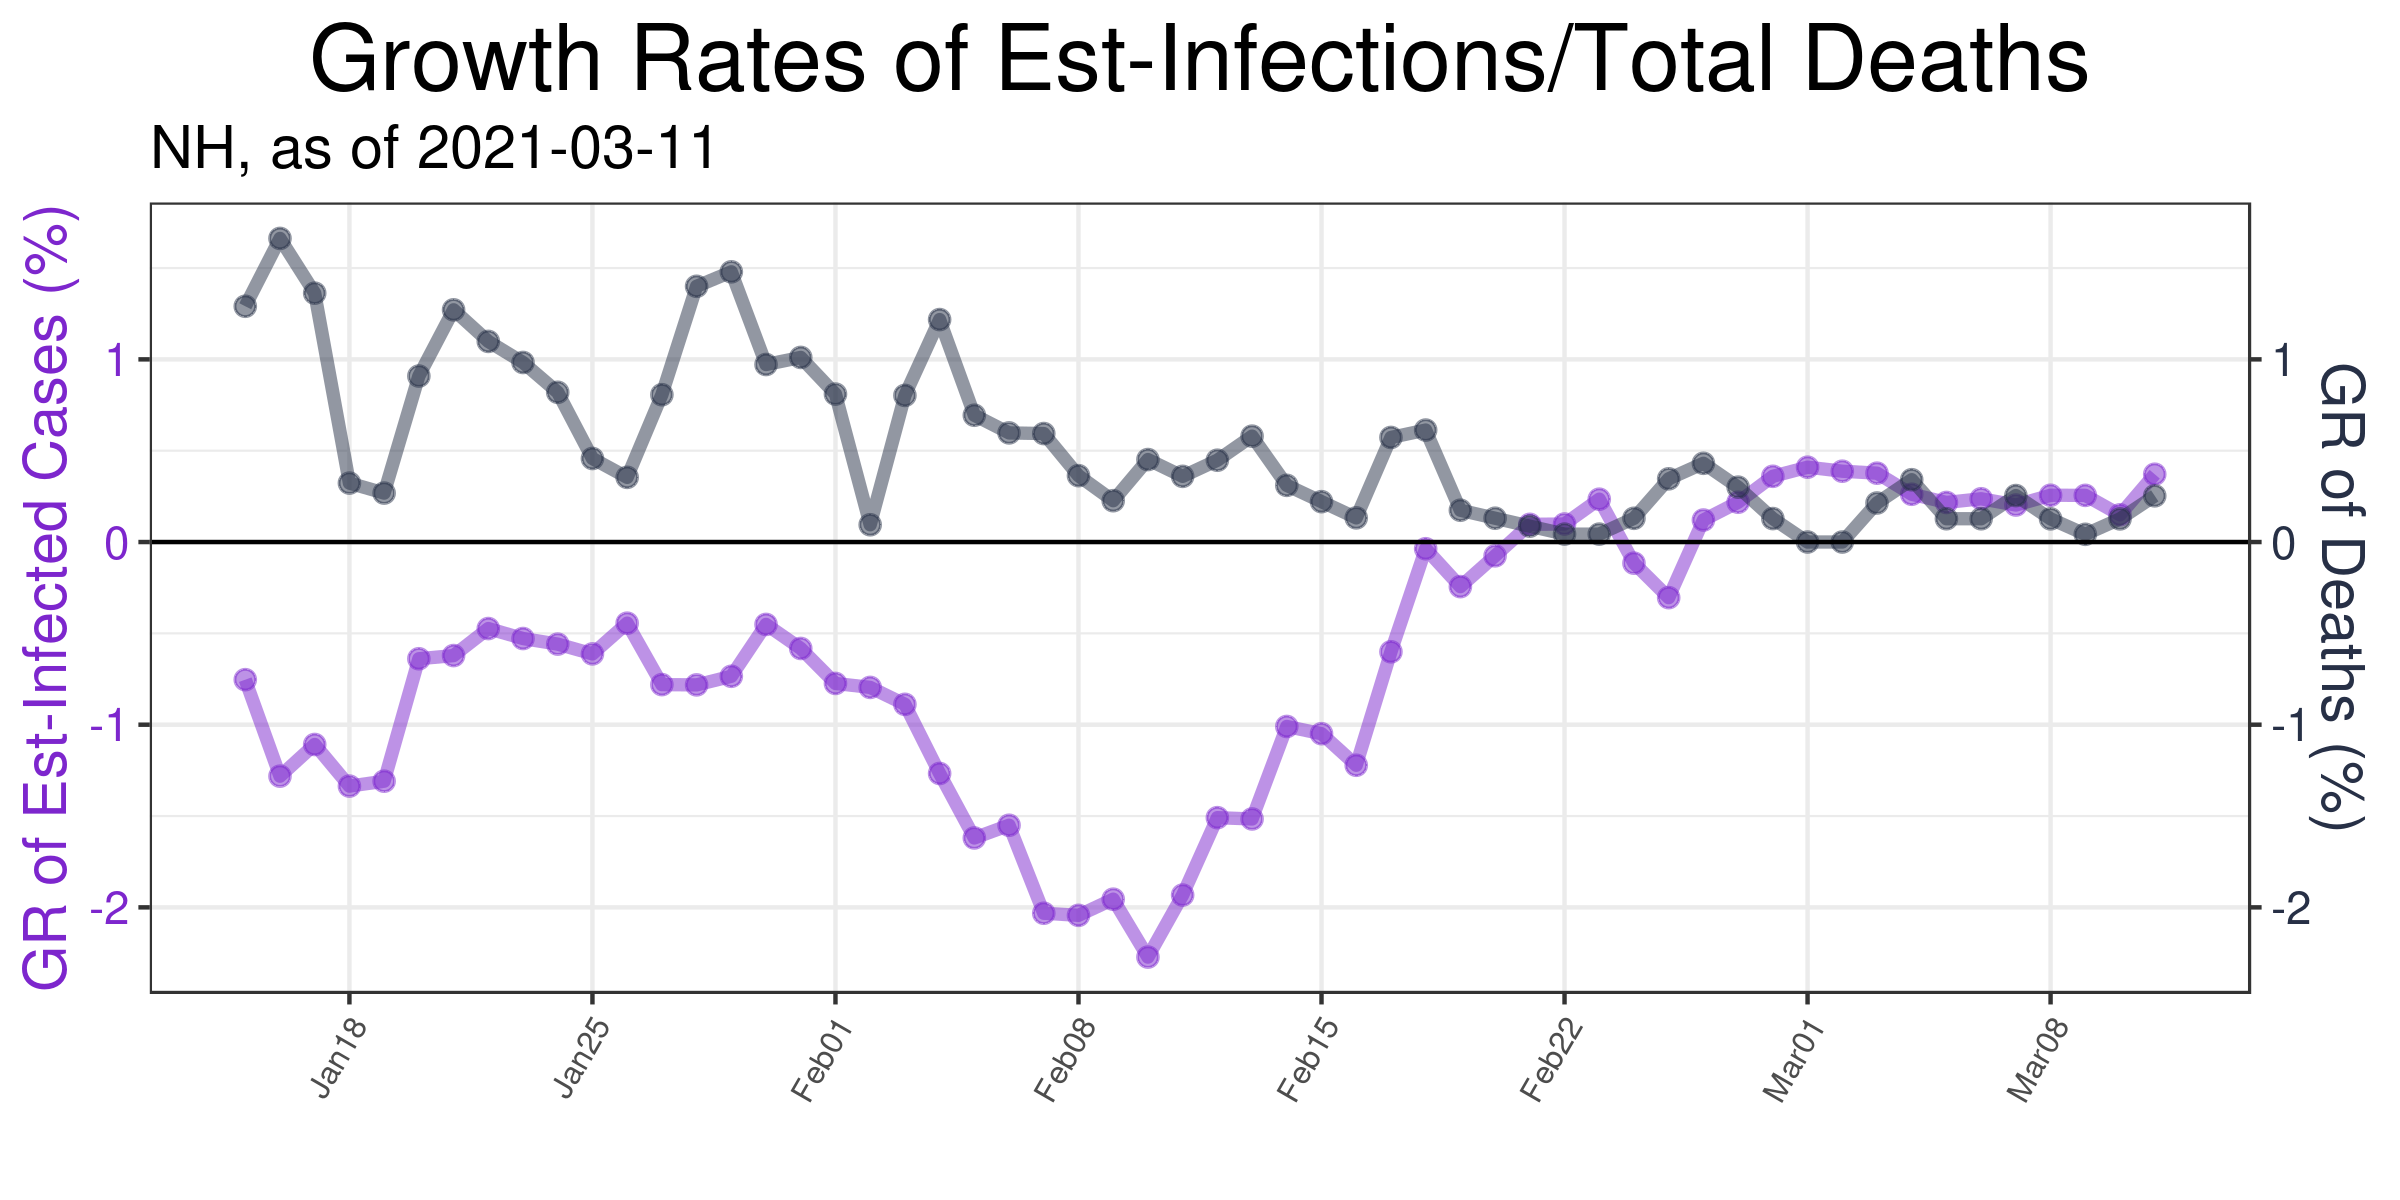 Growth Rates of Est-Infections/Total Deaths
NH, as of 2021-03-11
GR of Est-Infected Cases (%)
1
0
-1
-2
1
0
-1
-2
GR of Deaths (%)
Jan18
Jan25
Feb01
Feb08
Feb15
Feb22
Mar01
Mar08